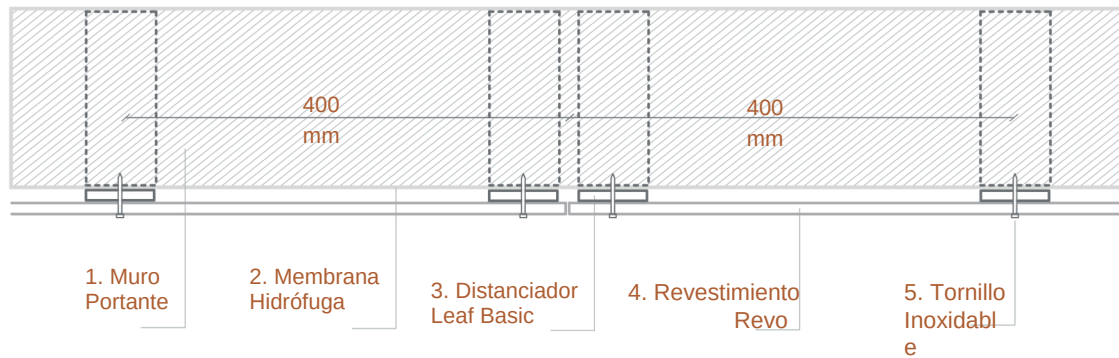 400
mm
400
mm
1. Muro
Portante
2. Membrana
Hidrófuga
3. Distanciador
Leaf Basic
4. Revestimiento
Revo
5. Tornillo
Inoxidabl
e